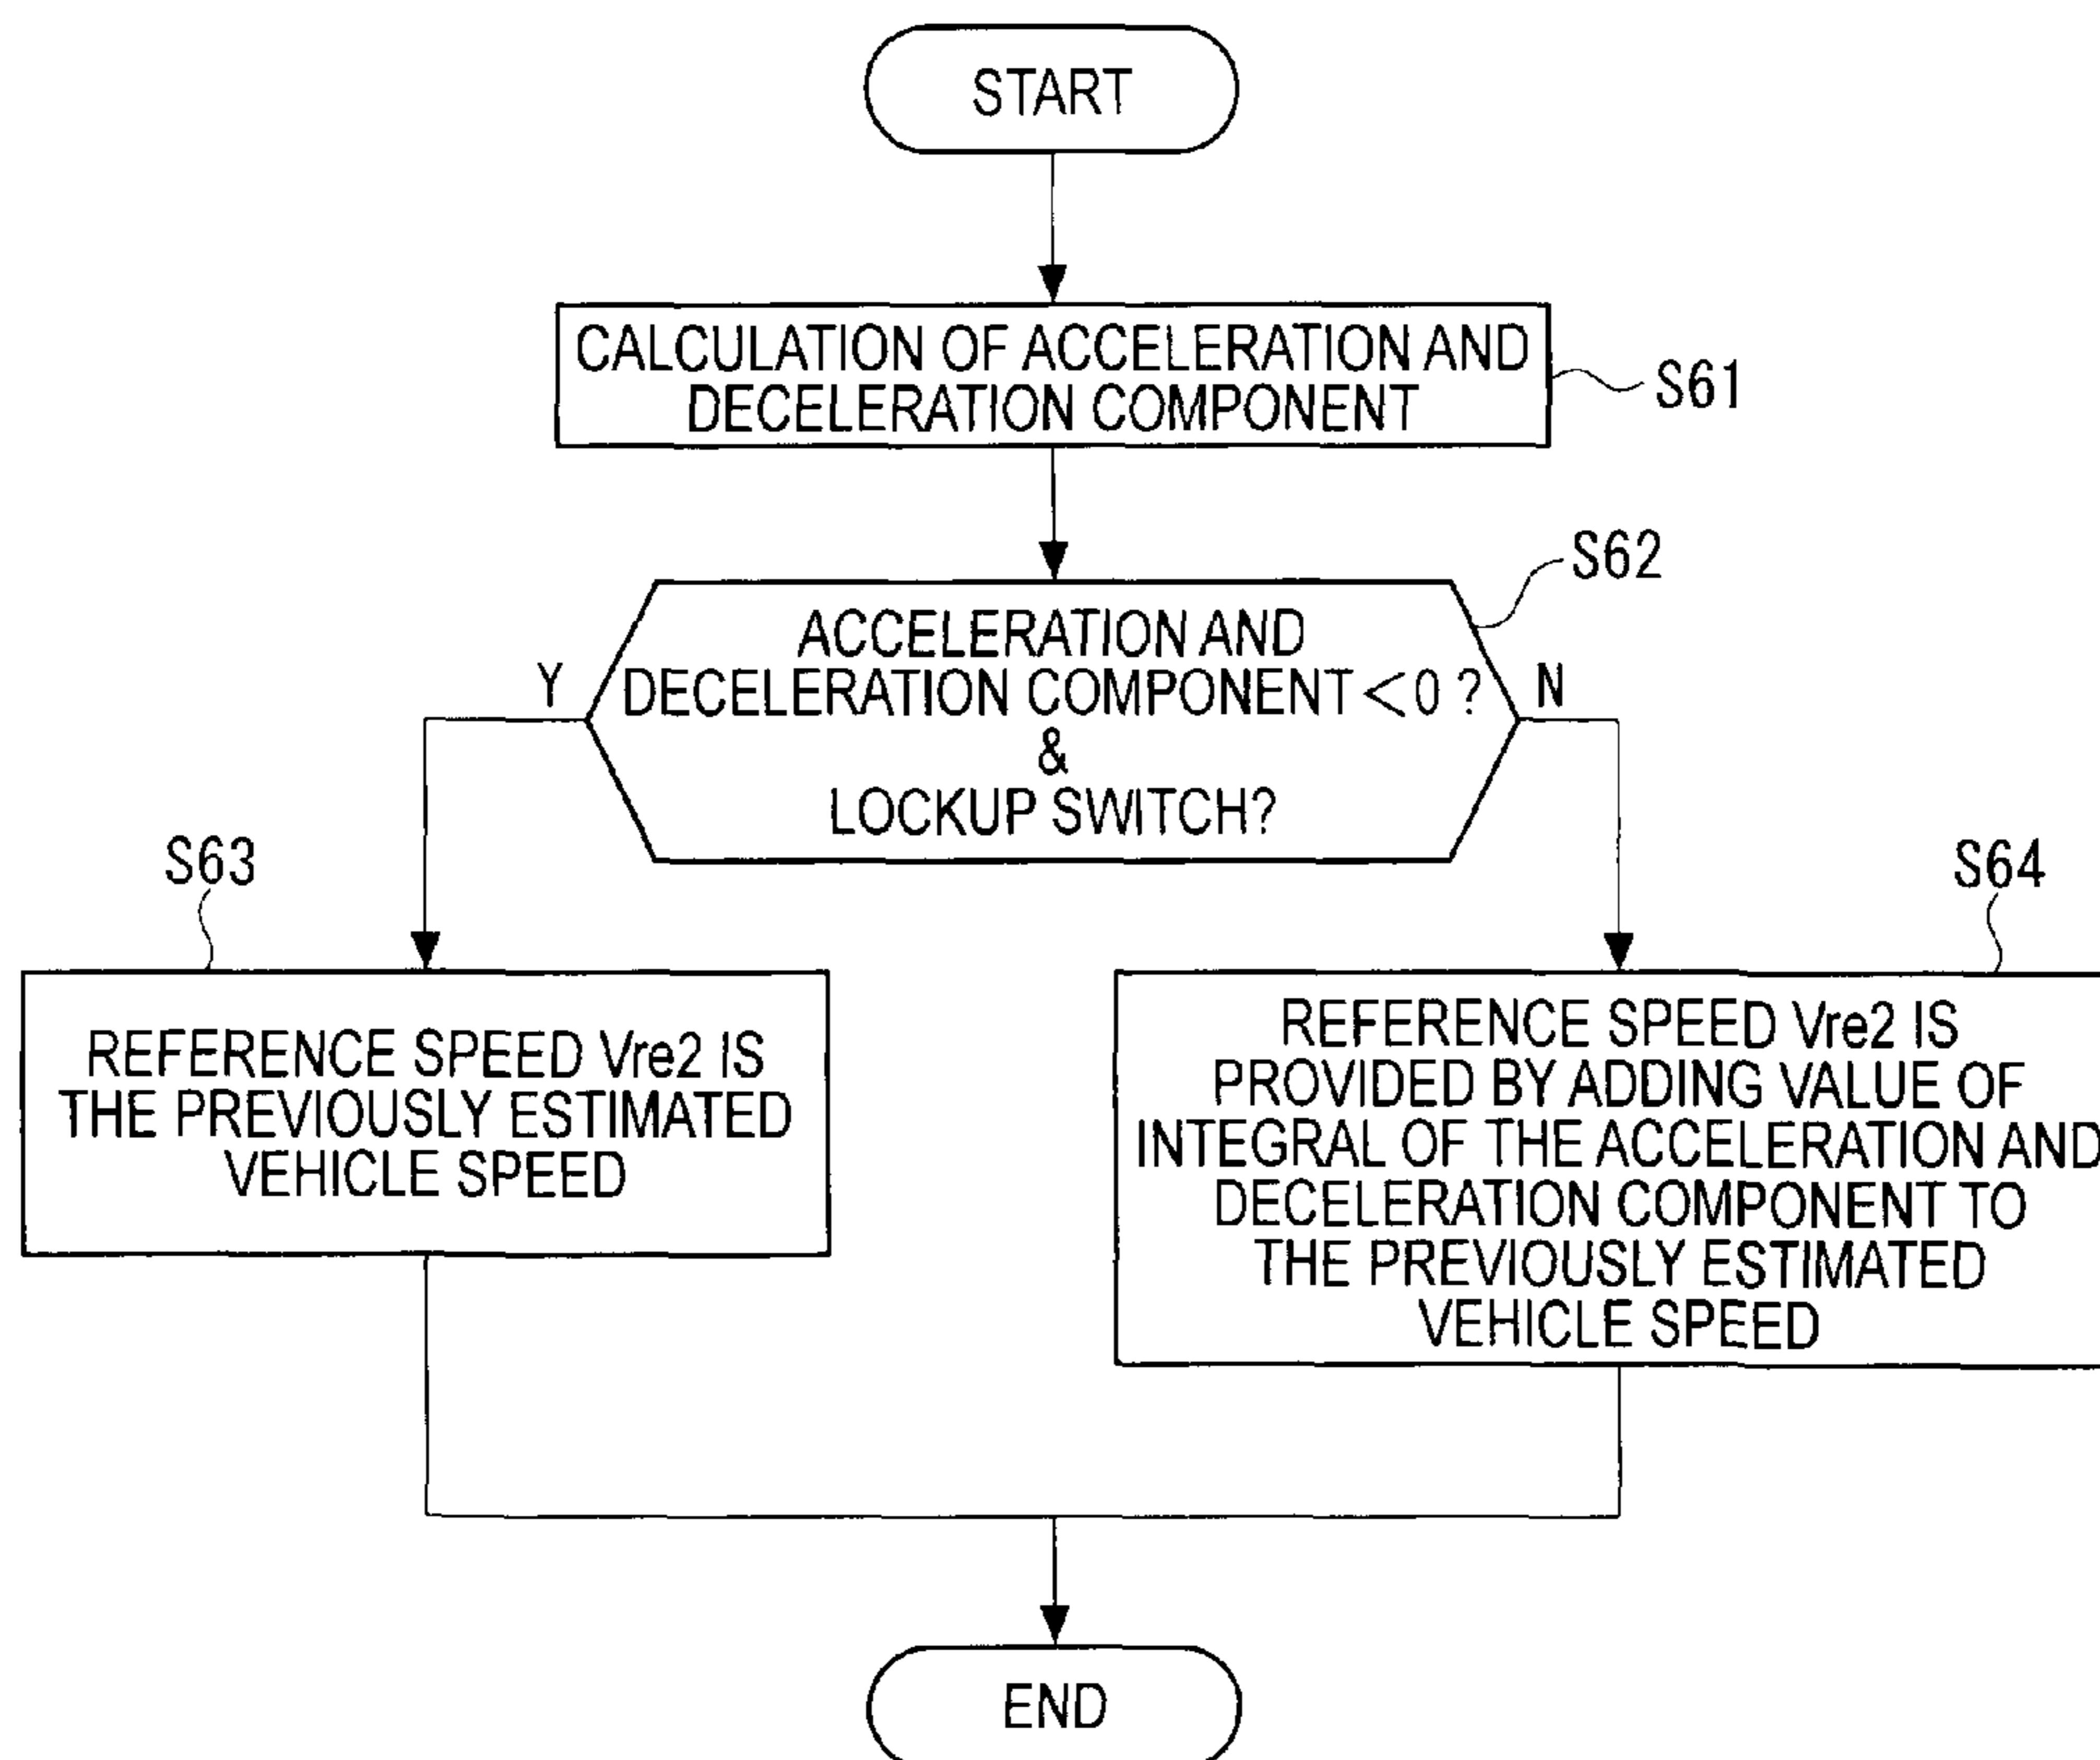 START
CALCULATION OF ACCELERATION AND
DECELERATION COMPONENT
S61
S62
ACCELERATION AND
DECELERATION COMPONENT <0 ?
&
LOCKUP SWITCH?
Y
N
S63
REFERENCE SPEED Vre2 IS
THE PREVIOUSLY ESTIMATED
VEHICLE SPEED
S64
REFERENCE SPEED Vre2 IS
PROVIDED BY ADDING VALUE OF
INTEGRAL OF THE ACCELERATION AND
DECELERATION COMPONENT TO
THE PREVIOUSLY ESTIMATED
VEHICLE SPEED
END